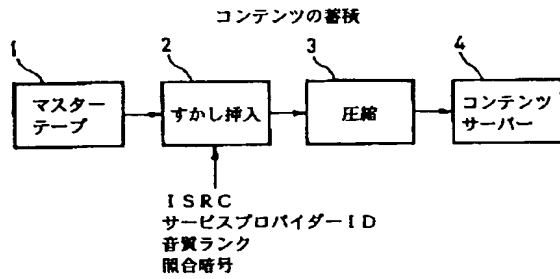 コンテンツの蓄積
1
2
3
4
マスター
テープ
すかし挿入
圧縮
コンテンツ
サーバー
ISRC
サービスプロバイダーID
音質ランク
照合暗号